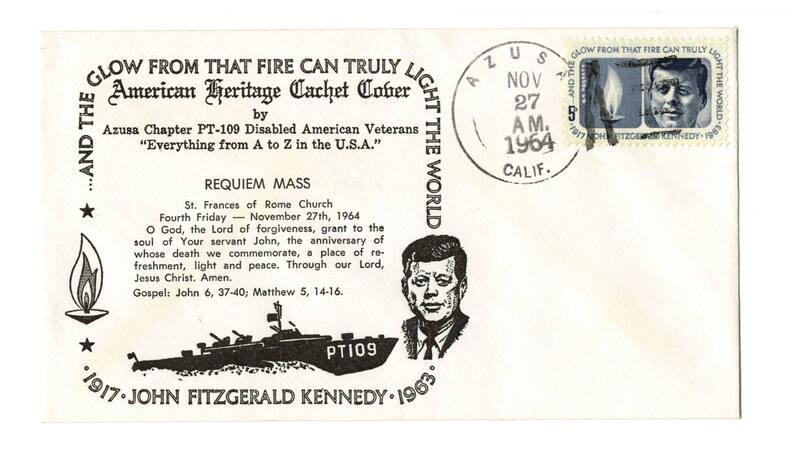 ...AND THE GLOW FROM THAT FIRE CAN TRULY LIGHT THE WORLD
American Heritage Cachet Cover
by
Azusa Chapter PT-109 Disabled American Veterans
"Everything from A to Z in the U.S.A."
REQUIEM MASS
St. Frances of Rome Church
Fourth Friday — November 27th, 1964
O God, the Lord of forgiveness, grant to the
soul of Your servant John, the anniversary of
whose death we commemorate, a place of re-
freshment, light and peace. Through our Lord,
Jesus Christ. Amen.
Gospel: John 6, 37-40; Matthew 5, 14-16.
PT109
·1917·JOHN FITZGERALD KENNEDY·1963·
AZUSA
NOV
27
AM.
1964
CALIF.
...AND THE GLOW FROM THAT FIRE CAN TRULY LIGHT THE WORLD
U.S. POSTAGE
5¢
·1917·JOHN FITZGERALD KENNEDY·1963·